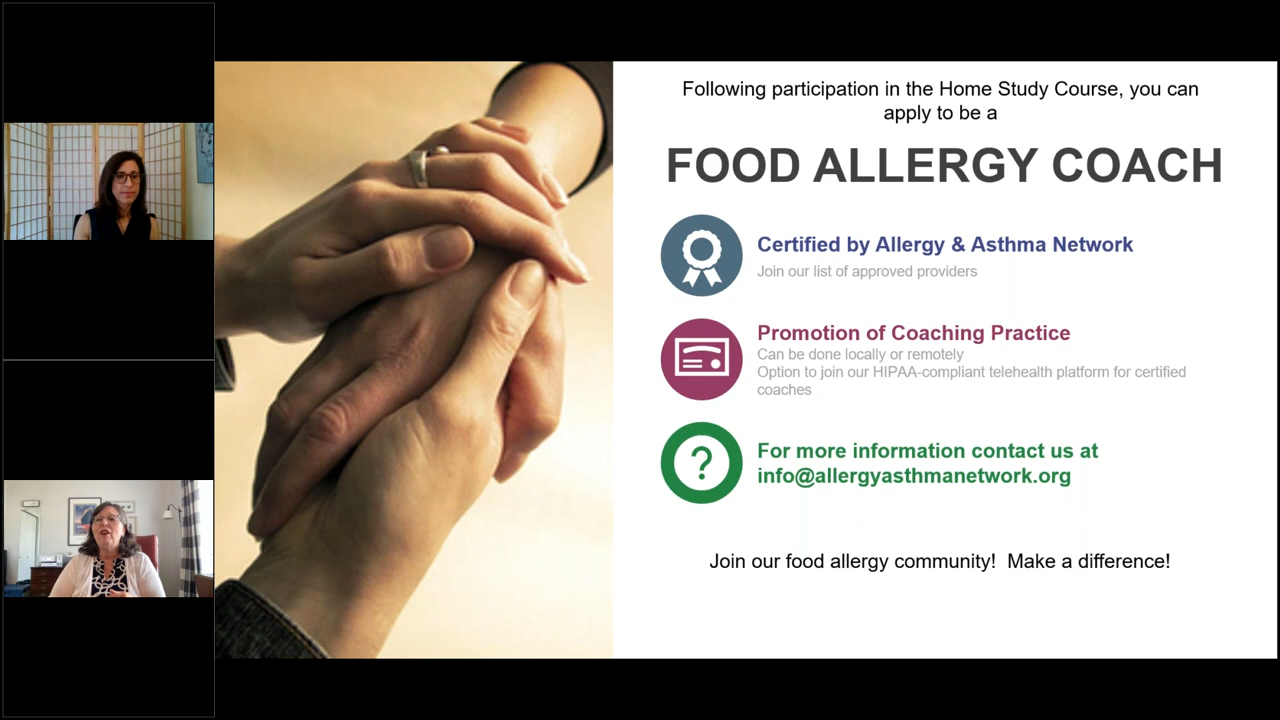 Following participation in the Home Study Course, you can
apply to be a
FOOD ALLERGY COACH
Certified by Allergy & Asthma Network
Join our list of approved providers
Promotion of Coaching Practice
Can be done locally or remotely
Option to join our HIPAA-compliant telehealth platform for certified
coaches
?
For more information contact us at
info@allergyasthmanetwork.org
Join our food allergy community!  Make a difference!